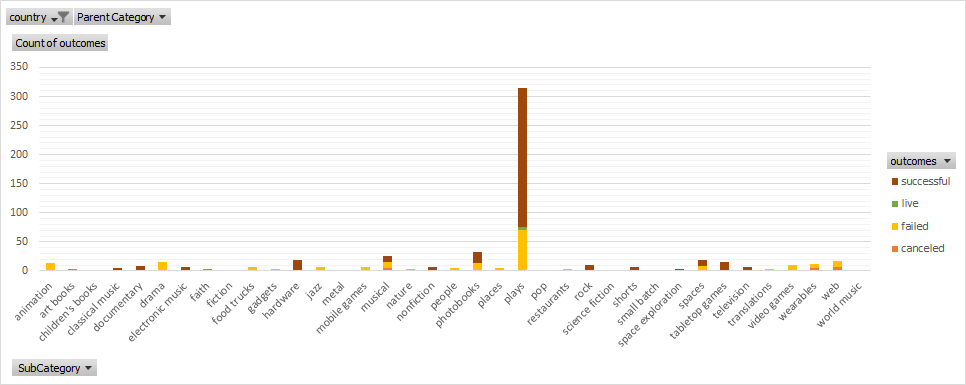 country Parent Category
Count of outcomes
350
300
250
200
150
100
50
0
animation
art books
children's books
classical music
documentary
drama
electronic music
faith
fiction
food trucks
gadgets
hardware
jazz
metal
mobile games
musical
nature
nonfiction
people
photobooks
places
plays
pop
restaurants
rock
science fiction
shorts
small batch
space exploration
spaces
tabletop games
television
translations
video games
wearables
web
world music
outcomes
successful
live
failed
canceled
SubCategory